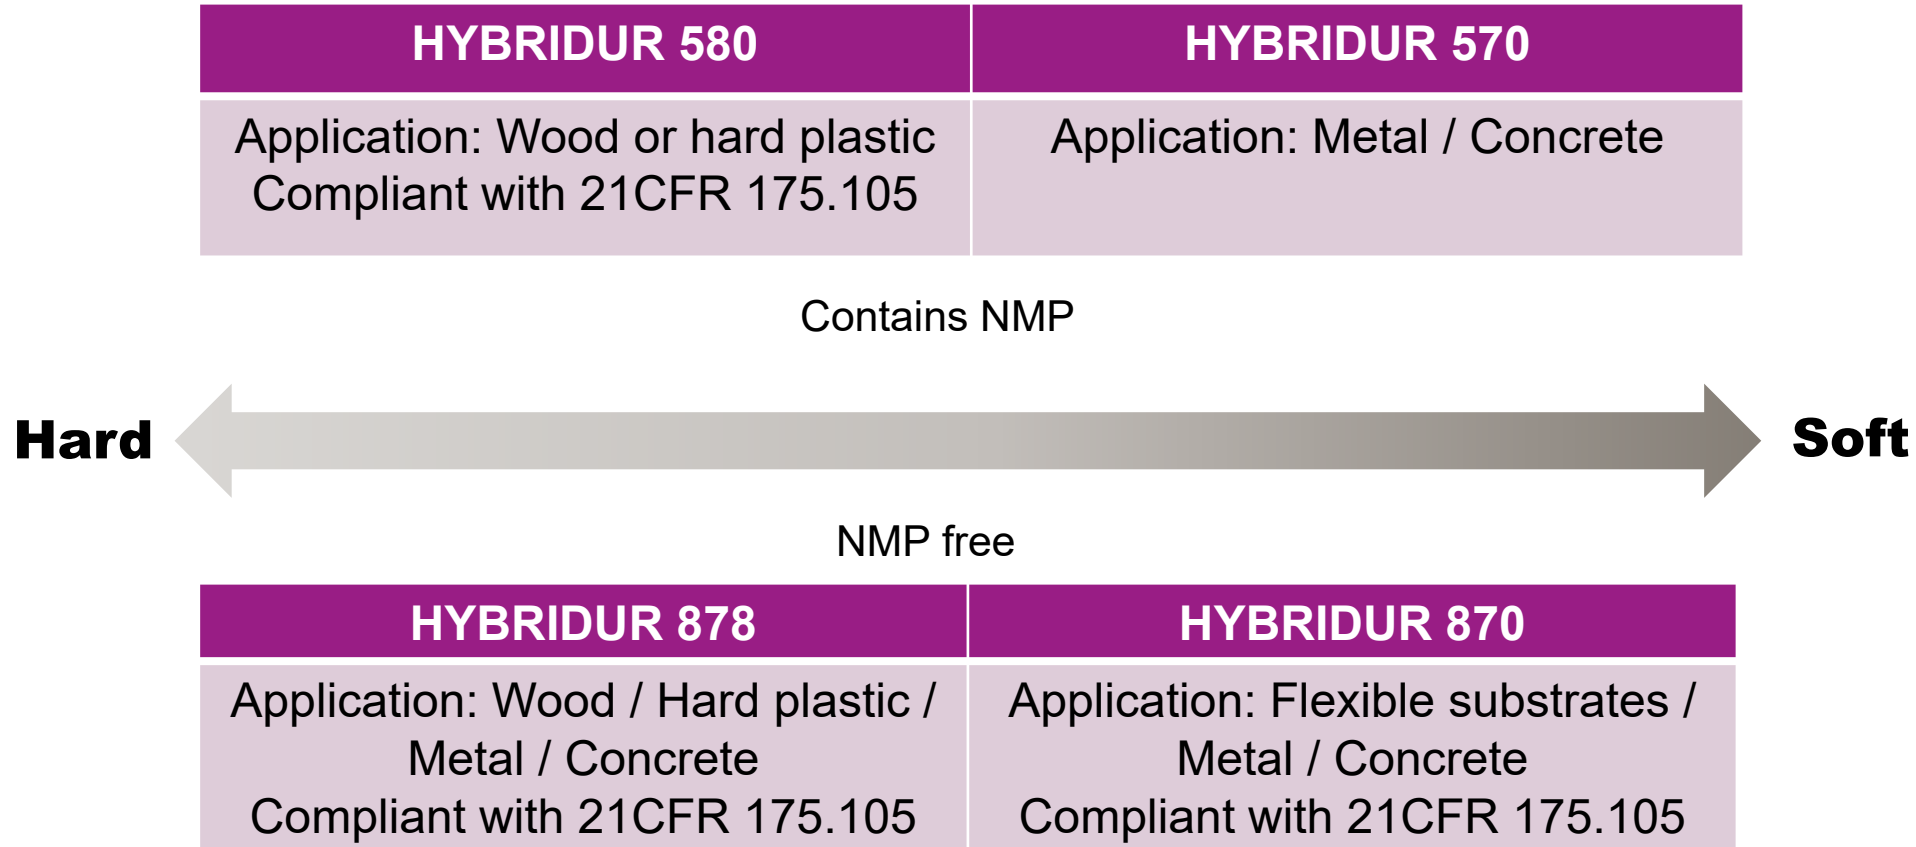 HYBRIDUR 580
HYBRIDUR 570
Application: Wood or hard plastic
Compliant with 21CFR 175.105
Application: Metal / Concrete
Contains NMP
Hard
Soft
NMP free
HYBRIDUR 878
HYBRIDUR 870
Application: Wood / Hard plastic /
Metal / Concrete
Compliant with 21CFR 175.105
Application: Flexible substrates /
Metal / Concrete
Compliant with 21CFR 175.105